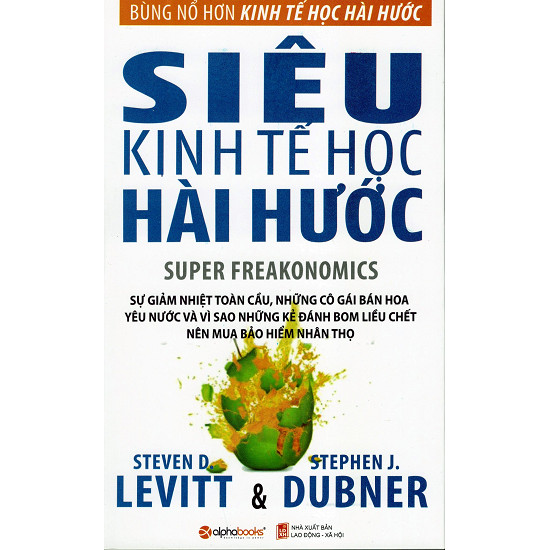 BÙNG NỔ HƠN KINH TẾ HỌC HÀI HƯỚC
SIÊU
KINH TẾ HỌC
HÀI HƯỚC
SUPER FREAKONOMICS
SỰ GIẢM NHIỆT TOÀN CẦU, NHỮNG CÔ GÁI BÁN HOA
YÊU NƯỚC VÀ VÌ SAO NHỮNG KẺ ĐÁNH BOM LIỀU CHẾT
NÊN MUA BẢO HIỂM NHÂN THỌ
STEVEN D. STEPHEN J.
LEVITT & DUBNER
alphabooks
NHÀ XUẤT BẢN
LAO ĐỘNG - XÃ HỘI